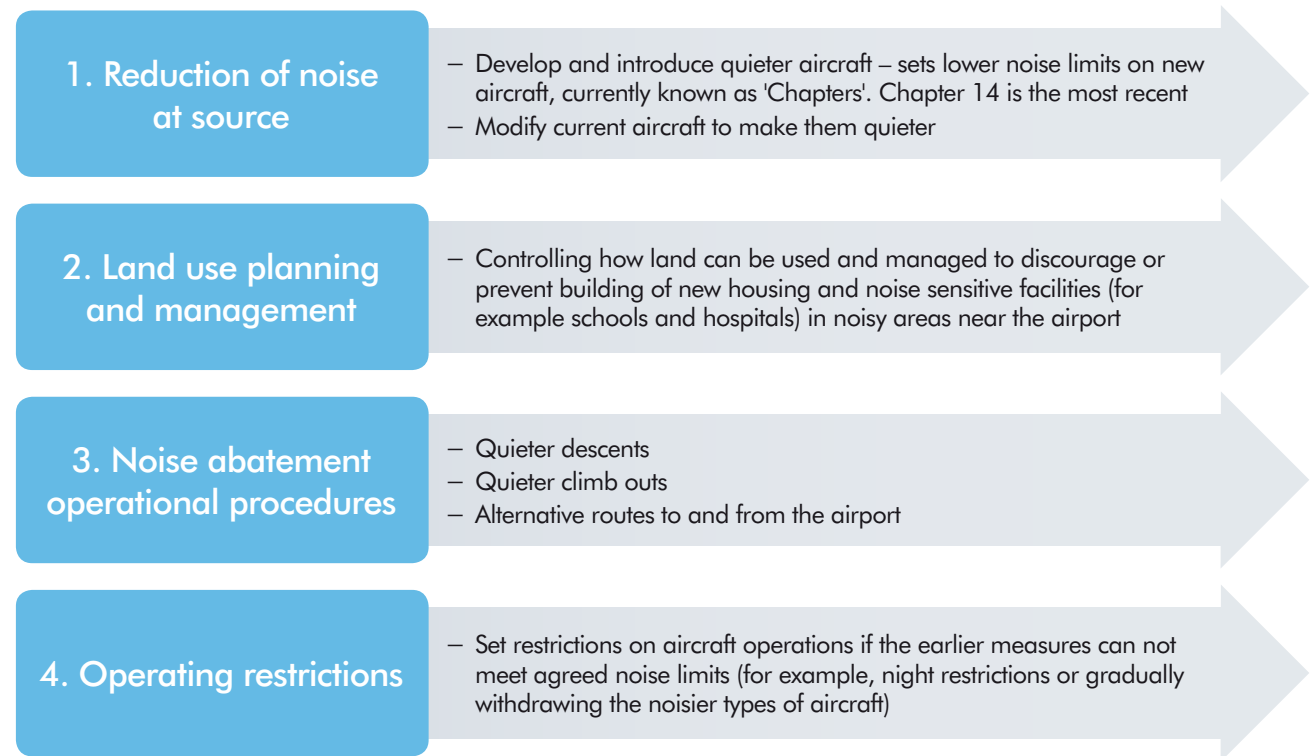 1. Reduction of noise
at source
– Develop and introduce quieter aircraft – sets lower noise limits on new
aircraft, currently known as 'Chapters'. Chapter 14 is the most recent
– Modify current aircraft to make them quieter
2. Land use planning
and management
– Controlling how land can be used and managed to discourage or
prevent building of new housing and noise sensitive facilities (for
example schools and hospitals) in noisy areas near the airport
3. Noise abatement
operational procedures
– Quieter descents
– Quieter climb outs
– Alternative routes to and from the airport
4. Operating restrictions
– Set restrictions on aircraft operations if the earlier measures can not
meet agreed noise limits (for example, night restrictions or gradually
withdrawing the noisier types of aircraft)